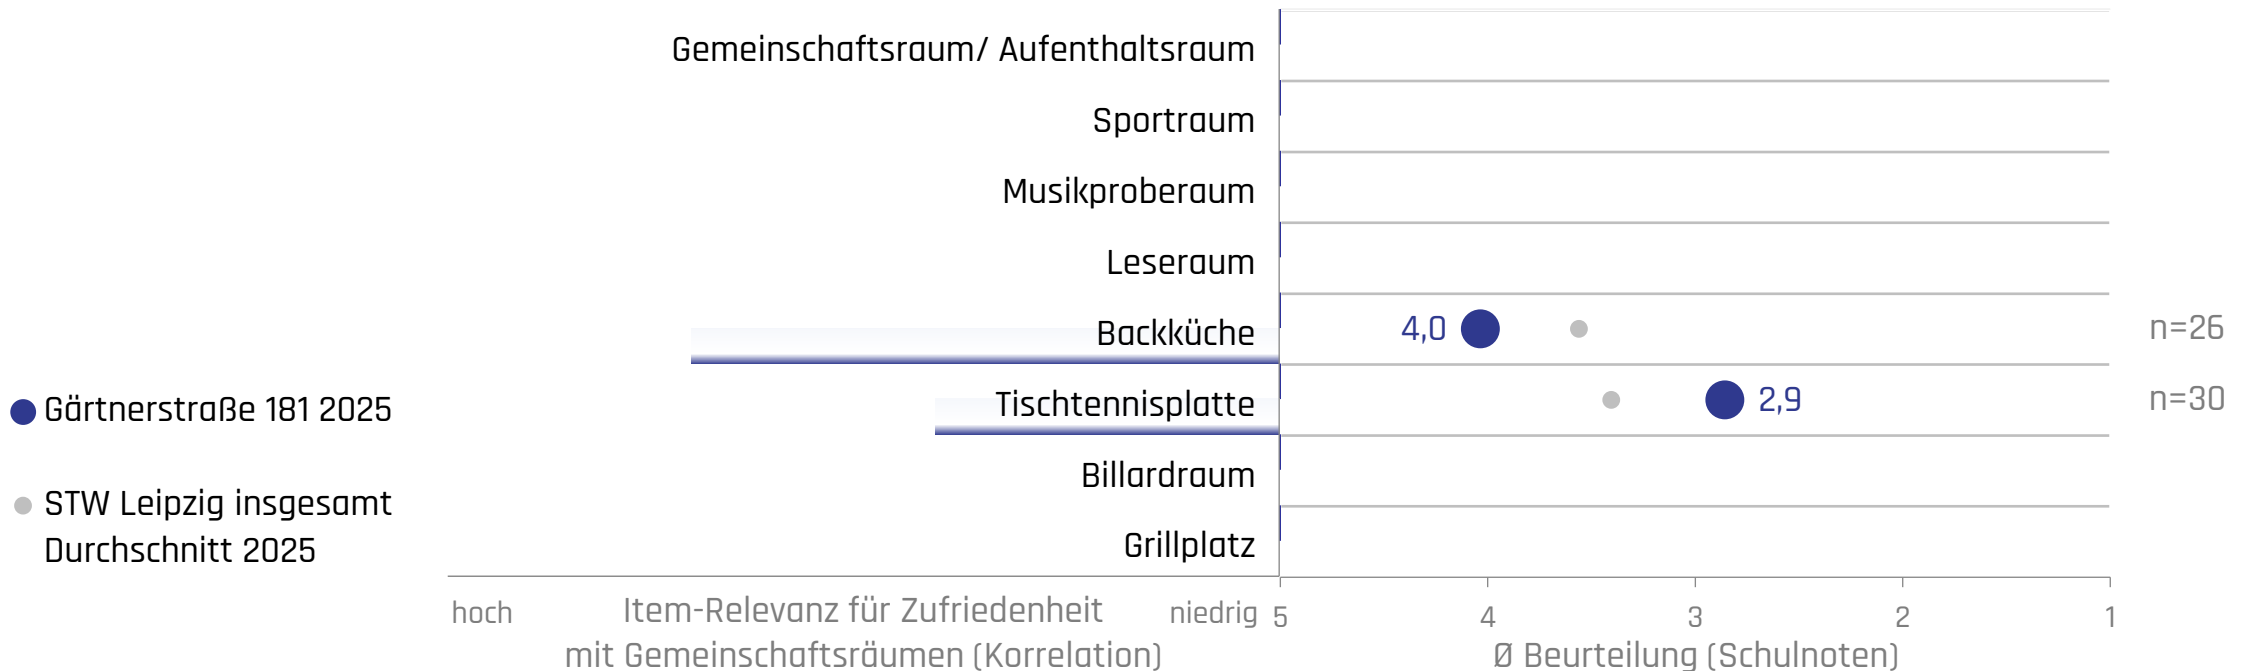 Gemeinschaftsraum/ Aufenthaltsraum
Sportraum
Musikproberaum
Leseraum
Backküche
4,0
n=26
Tischtennisplatte
2,9
n=30
Billardraum
Grillplatz
Gärtnerstraße 181 2025
STW Leipzig insgesamt
Durchschnitt 2025
hoch
Item-Relevanz für Zufriedenheit
mit Gemeinschaftsräumen (Korrelation)
niedrig
5 4 3 2 1
Ø Beurteilung (Schulnoten)